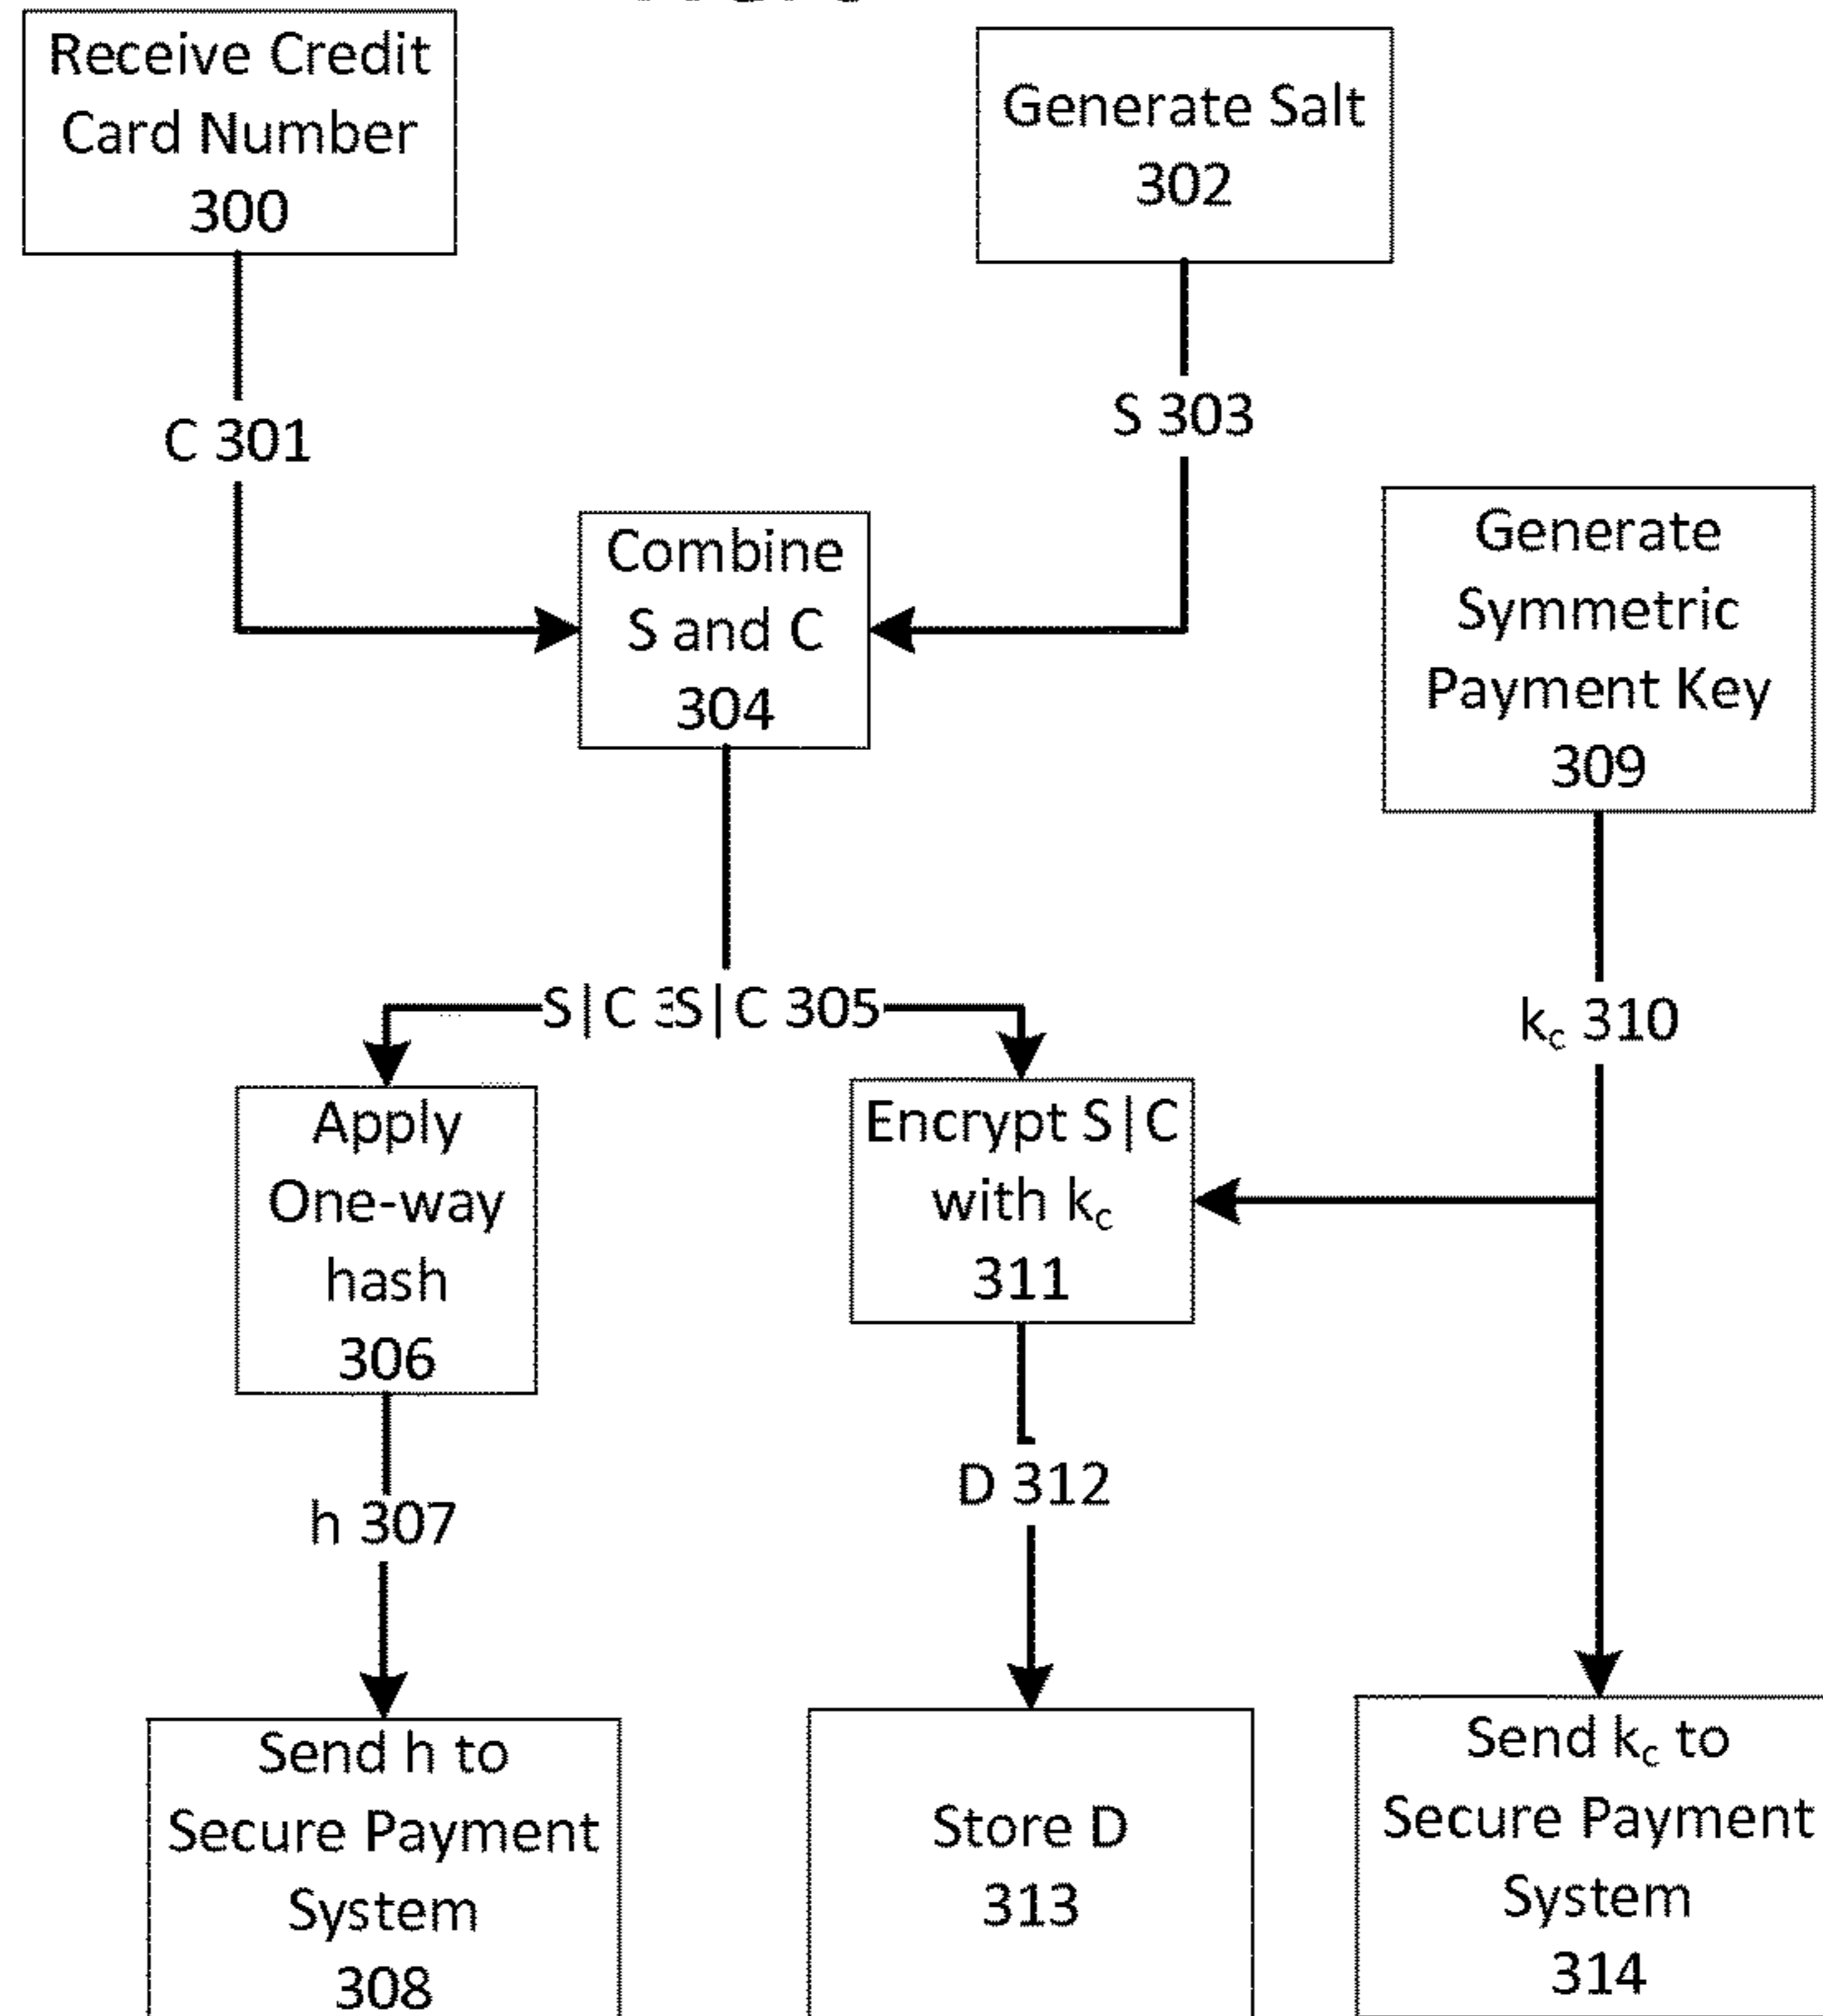 Receive Credit
Card Number
300
Generate Salt
302
C 301
S 303
Combine
S and C
304
Generate
Symmetric
Payment Key
309
S|C 3
S|C 305
kc 310
Apply
One-way
hash
306
Encrypt S|C
with kc
311
h 307
D 312
Send h to
Secure Payment
System
308
Store D
313
Send kc to
Secure Payment
System
314